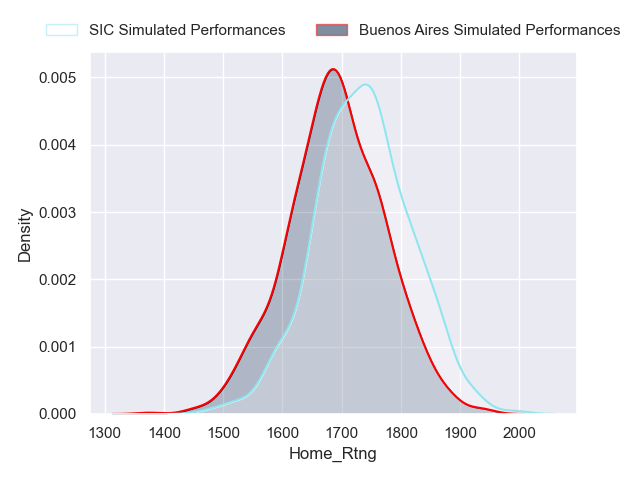 SIC Simulated Performances
Buenos Aires Simulated Performances
0.005
0.004
0.003
0.002
0.001
0.000
Density
1300 1400 1500 1600 1700 1800 1900 2000
Home_Rtng